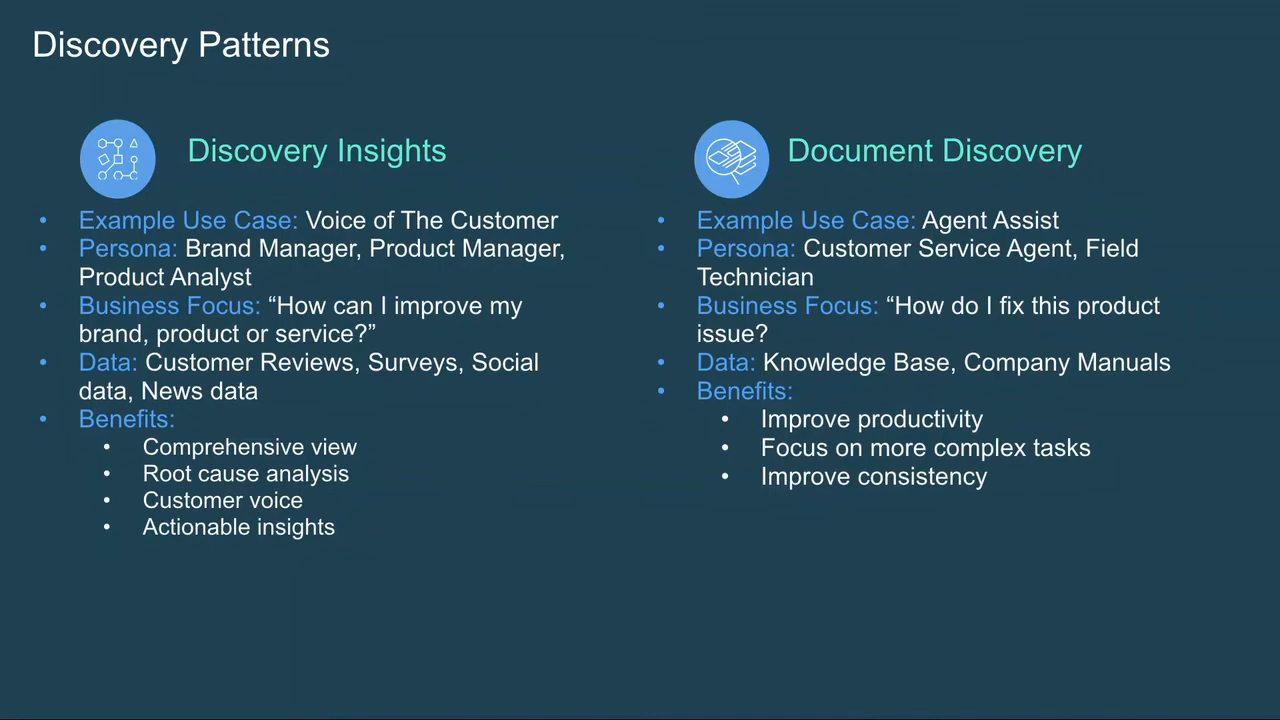 Discovery Patterns
Discovery Insights
• Example Use Case: Voice of The Customer
• Persona: Brand Manager, Product Manager,
Product Analyst
• Business Focus: “How can I improve my
brand, product or service?”
• Data: Customer Reviews, Surveys, Social
data, News data
• Benefits:
• Comprehensive view
• Root cause analysis
• Customer voice
• Actionable insights
Document Discovery
• Example Use Case: Agent Assist
• Persona: Customer Service Agent, Field
Technician
• Business Focus: “How do I fix this product
issue?
• Data: Knowledge Base, Company Manuals
• Benefits:
• Improve productivity
• Focus on more complex tasks
• Improve consistency